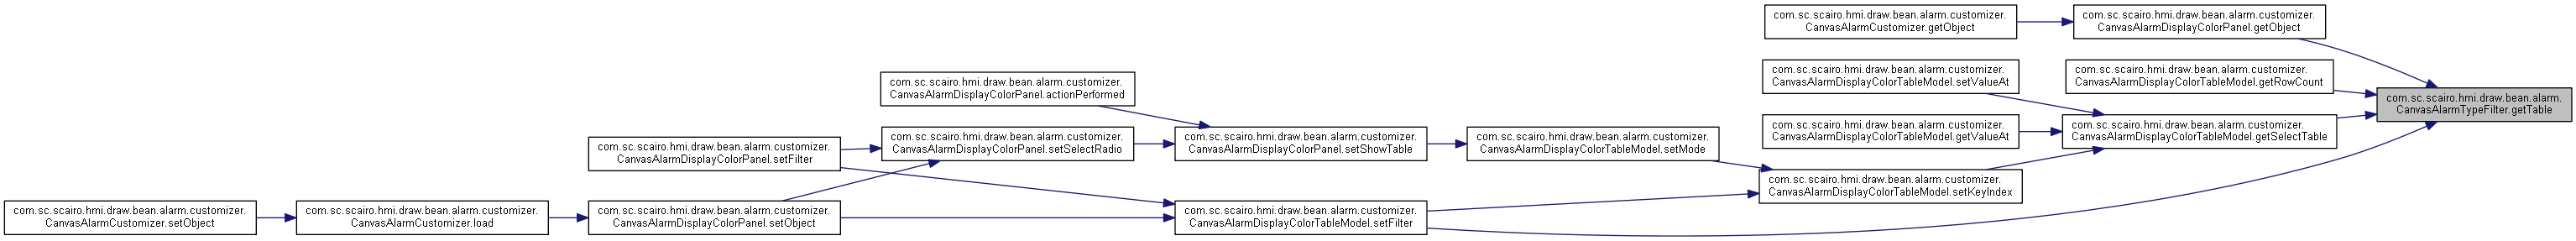 com.sc.scairo.hmi.draw.bean.alarm.customizer.
CanvasAlarmCustomizer.getObject
com.sc.scairo.hmi.draw.bean.alarm.customizer.
CanvasAlarmDisplayColorPanel.getObject
com.sc.scairo.hmi.draw.bean.alarm.customizer.
CanvasAlarmDisplayColorTableModel.setValueAt
com.sc.scairo.hmi.draw.bean.alarm.customizer.
CanvasAlarmDisplayColorTableModel.getRowCount
com.sc.scairo.hmi.draw.bean.alarm.customizer.
CanvasAlarmDisplayColorPanel.actionPerformed
com.sc.scairo.hmi.draw.bean.alarm.
CanvasAlarmTypeFilter.getTable
com.sc.scairo.hmi.draw.bean.alarm.customizer.
CanvasAlarmDisplayColorTableModel.getValueAt
com.sc.scairo.hmi.draw.bean.alarm.customizer.
CanvasAlarmDisplayColorTableModel.getSelectTable
com.sc.scairo.hmi.draw.bean.alarm.customizer.
CanvasAlarmDisplayColorPanel.setFilter
com.sc.scairo.hmi.draw.bean.alarm.customizer.
CanvasAlarmDisplayColorPanel.setSelectRadio
com.sc.scairo.hmi.draw.bean.alarm.customizer.
CanvasAlarmDisplayColorPanel.setShowTable
com.sc.scairo.hmi.draw.bean.alarm.customizer.
CanvasAlarmDisplayColorTableModel.setMode
com.sc.scairo.hmi.draw.bean.alarm.customizer.
CanvasAlarmDisplayColorTableModel.setKeyIndex
com.sc.scairo.hmi.draw.bean.alarm.customizer.
CanvasAlarmCustomizer.setObject
com.sc.scairo.hmi.draw.bean.alarm.customizer.
CanvasAlarmCustomizer.load
com.sc.scairo.hmi.draw.bean.alarm.customizer.
CanvasAlarmDisplayColorPanel.setObject
com.sc.scairo.hmi.draw.bean.alarm.customizer.
CanvasAlarmDisplayColorTableModel.setFilter